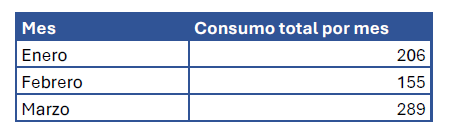 Mes Consumo total por mes
Enero 206
Febrero 155
Marzo 289